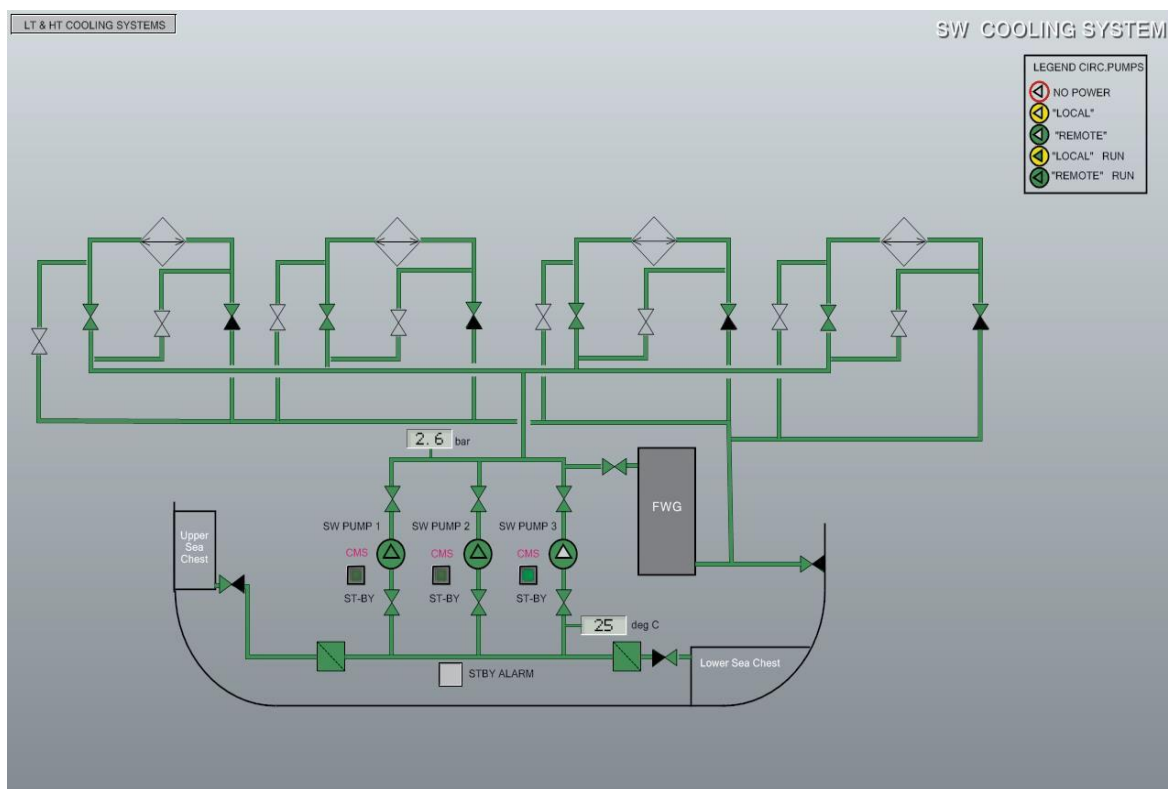 LT & HT COOLING SYSTEMS
SW COOLING SYSTEM
LEGEND CIRC.PUMPS
NO POWER
"LOCAL"
"REMOTE"
"LOCAL" RUN
"REMOTE" RUN
2.6 bar
FWG
SW PUMP 1
SW PUMP 2
SW PUMP 3
Upper
Sea
Chest
CMS
CMS
CMS
ST-BY
ST-BY
ST-BY
25 deg C
Lower Sea Chest
STBY ALARM